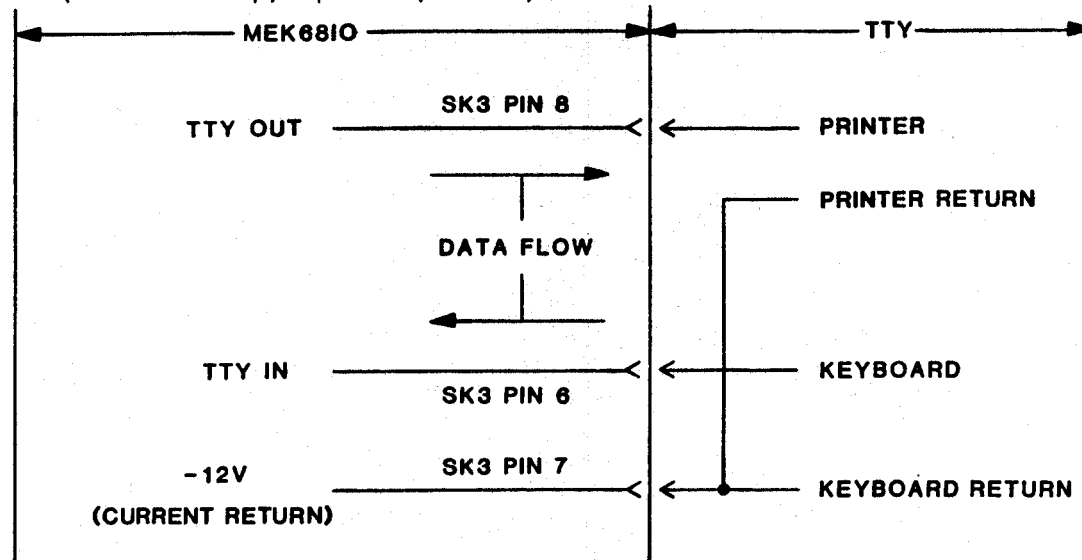 MEK68IO TTY
SK3 PIN 8
TTY OUT PRINTER
PRINTER RETURN
DATA FLOW
TTY IN KEYBOARD
SK3 PIN 6
-12V SK3 PIN 7 KEYBOARD RETURN
(CURRENT RETURN)